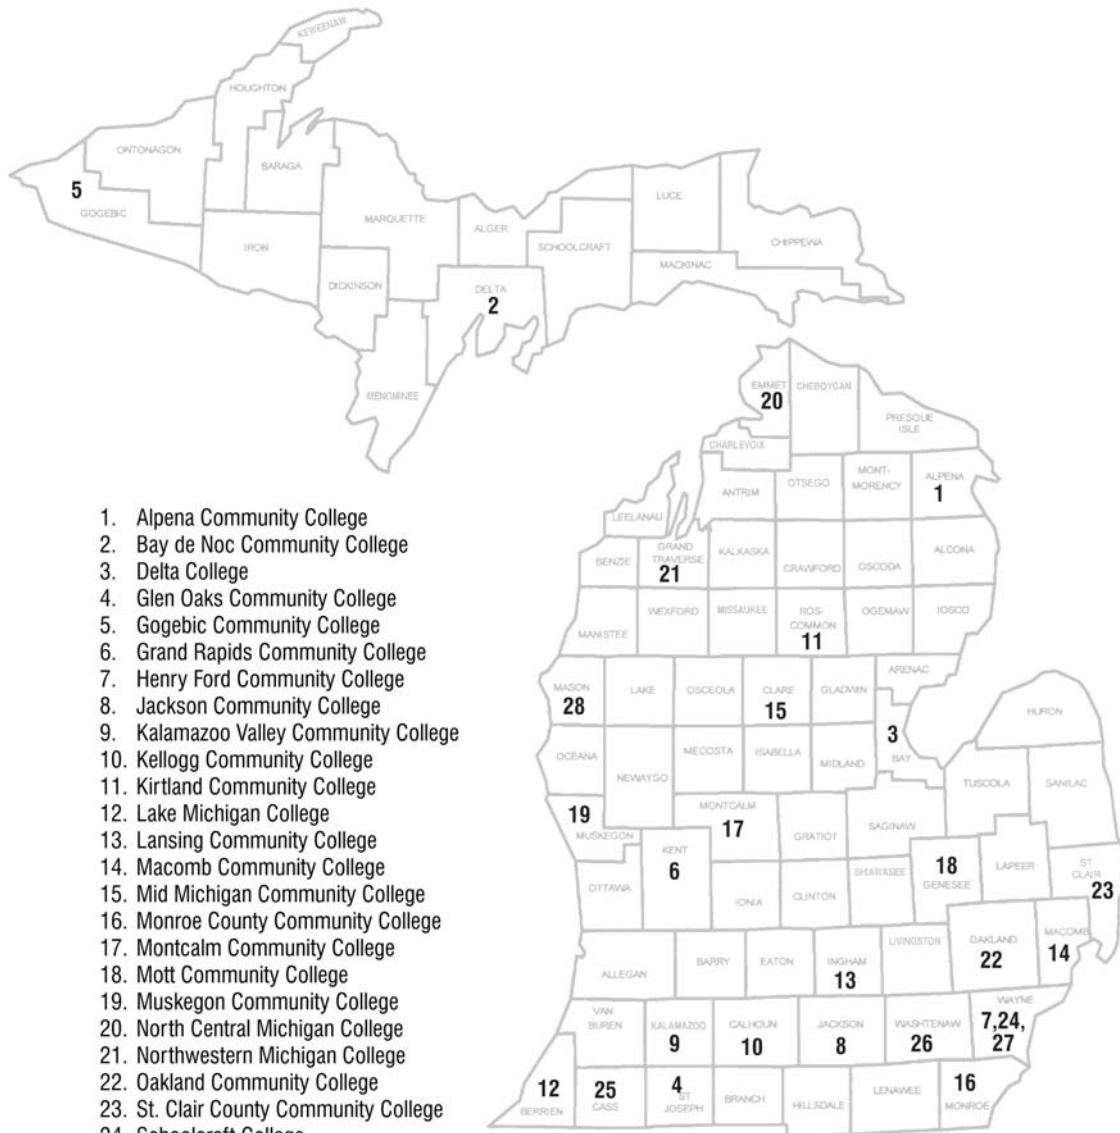 KEWEENAW
HOUGHTON
ONTONAGON
BARAGA
LUCE
5
GOGEBIC
MARQUETTE
ALGER
IRON
SCHOOLCRAFT
CHIPPEWA
MACKINAC
DICKINSON
DELTA
2
MENOMINEE
EMMET
20
CHEBOYGAN
PRESQUE
ISLE
CHARLEVOIX
ANTRIM
OTSEGO
MONT-
MORENCY
ALPENA
1
LEELANAU
BENZIE
GRAND
TRAVERSE
21
KALKASKA
CRAWFORD
OSCODA
ALCONA
MANISTEE
WEXFORD
MISSAUKEE
ROS-
COMMON
11
OGEMAW
IOSCO
MASON
28
LAKE
OSCEOLA
CLARE
15
GLADWIN
ARENAC
HURON
OCEANA
NEWAYGO
MECOSTA
ISABELLA
MIDLAND
3
BAY
TUSCOLA
SANILAC
19
MUSKEGON
MONTCALM
17
GRATIOT
SAGINAW
OTTAWA
KENT
6
IONIA
CLINTON
SHIAWASEE
18
GENESEE
LAPEER
ST
CLAIR
23
ALLEGAN
BARRY
EATON
INGHAM
13
LIVINGSTON
OAKLAND
22
MACOMB
14
VAN
BUREN
KALAMAZOO
9
CALHOUN
10
JACKSON
8
WASHTENAW
26
WAYNE
7,24,
27
12
BERRIEN
25
CASS
4
ST
JOSEPH
BRANCH
HILLSDALE
LENAWEE
16
MONROE
1. Alpena Community College
2. Bay de Noc Community College
3. Delta College
4. Glen Oaks Community College
5. Gogebic Community College
6. Grand Rapids Community College
7. Henry Ford Community College
8. Jackson Community College
9. Kalamazoo Valley Community College
10. Kellogg Community College
11. Kirtland Community College
12. Lake Michigan College
13. Lansing Community College
14. Macomb Community College
15. Mid Michigan Community College
16. Monroe County Community College
17. Montcalm Community College
18. Mott Community College
19. Muskegon Community College
20. North Central Michigan College
21. Northwestern Michigan College
22. Oakland Community College
23. St. Clair County Community College
24. Schoolcraft College